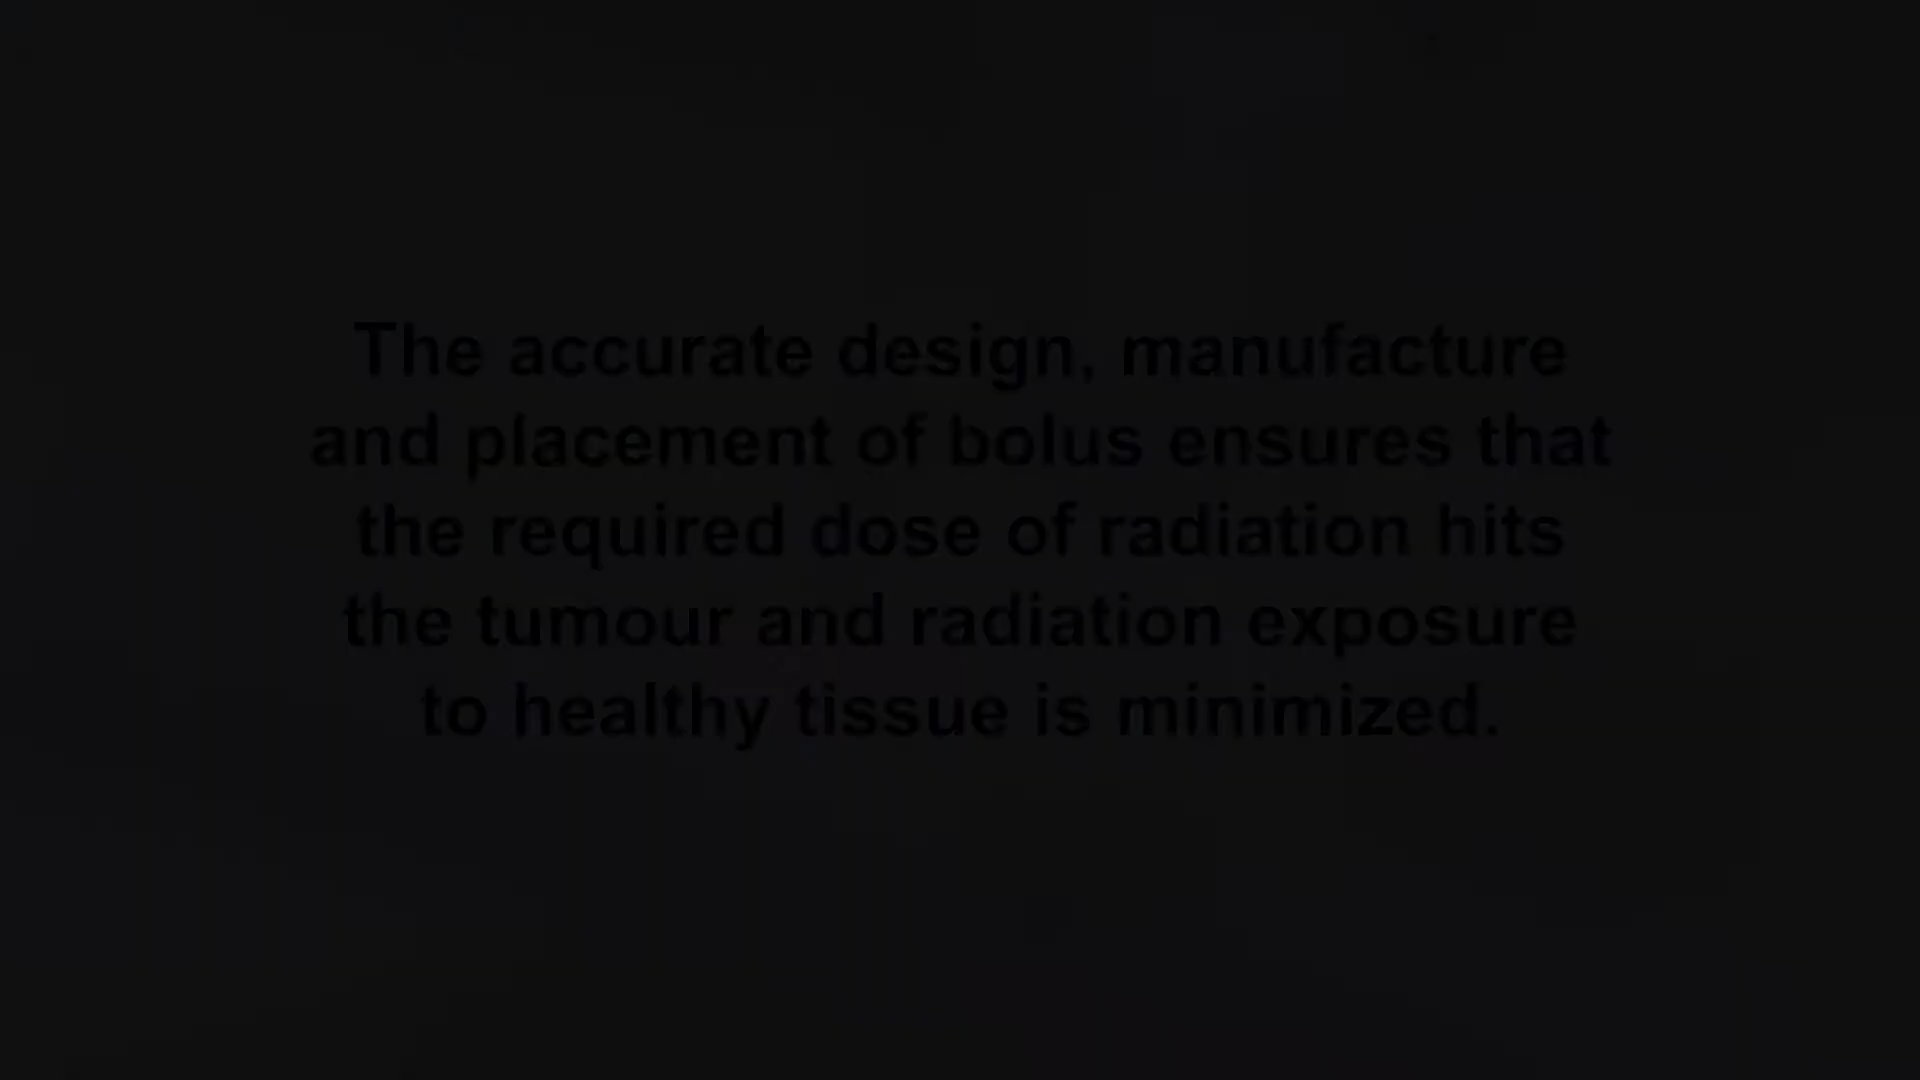 The accurate design, manufacture
and placement of bolus ensures that
the required dose of radiation hits
the tumour and radiation exposure
to healthy tissue is minimized.